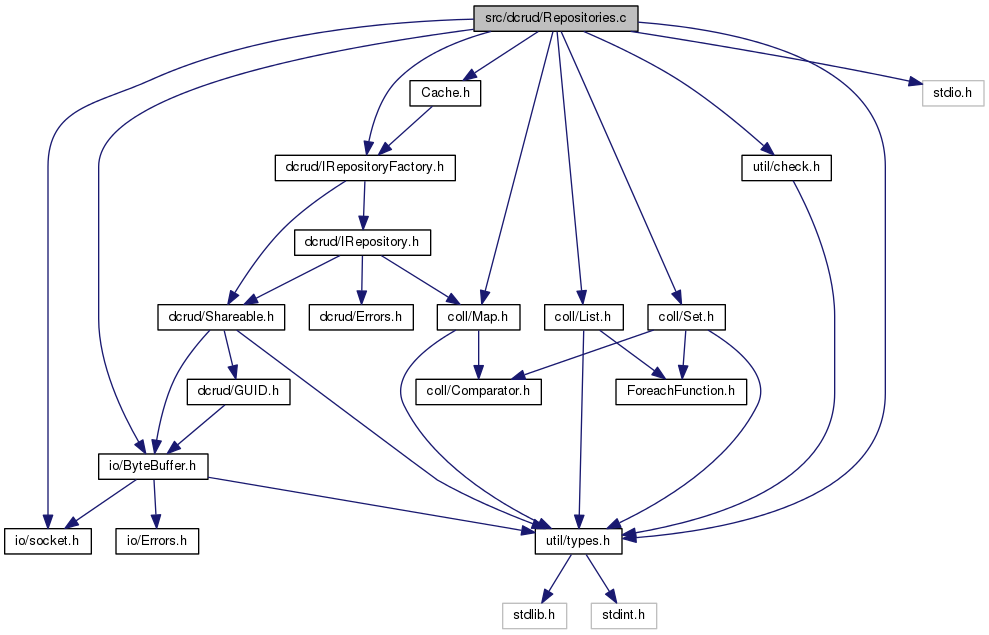 src/dcrud/Repositories.c
Cache.h
stdio.h
dcrud/IRepositoryFactory.h
util/check.h
dcrud/IRepository.h
dcrud/Shareable.h
dcrud/Errors.h
coll/Map.h
coll/List.h
coll/Set.h
dcrud/GUID.h
coll/Comparator.h
ForeachFunction.h
io/ByteBuffer.h
io/socket.h
io/Errors.h
util/types.h
stdlib.h
stdint.h